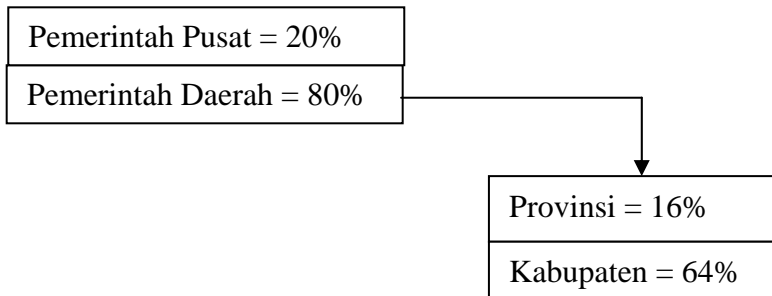 Pemerintah Pusat = 20%
Pemerintah Daerah = 80%
Provinsi = 16%
Kabupaten = 64%